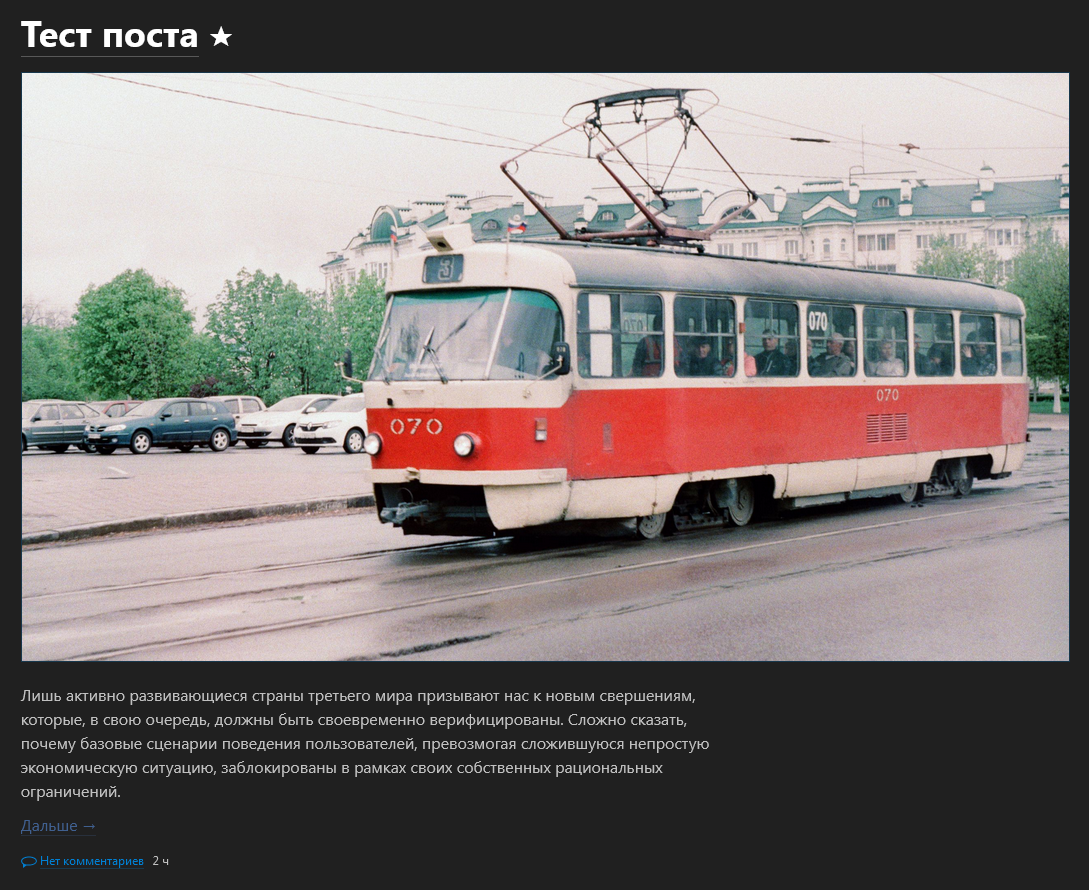 Тест поста ★
3
070
070
070
Лишь активно развивающиеся страны третьего мира призывают нас к новым свершениям,
которые, в свою очередь, должны быть своевременно верифицированы. Сложно сказать,
почему базовые сценарии поведения пользователей, превозмогая сложившуюся непростую
экономическую ситуацию, заблокированы в рамках своих собственных рациональных
ограничений.
Дальше →
Нет комментариев 2 ч